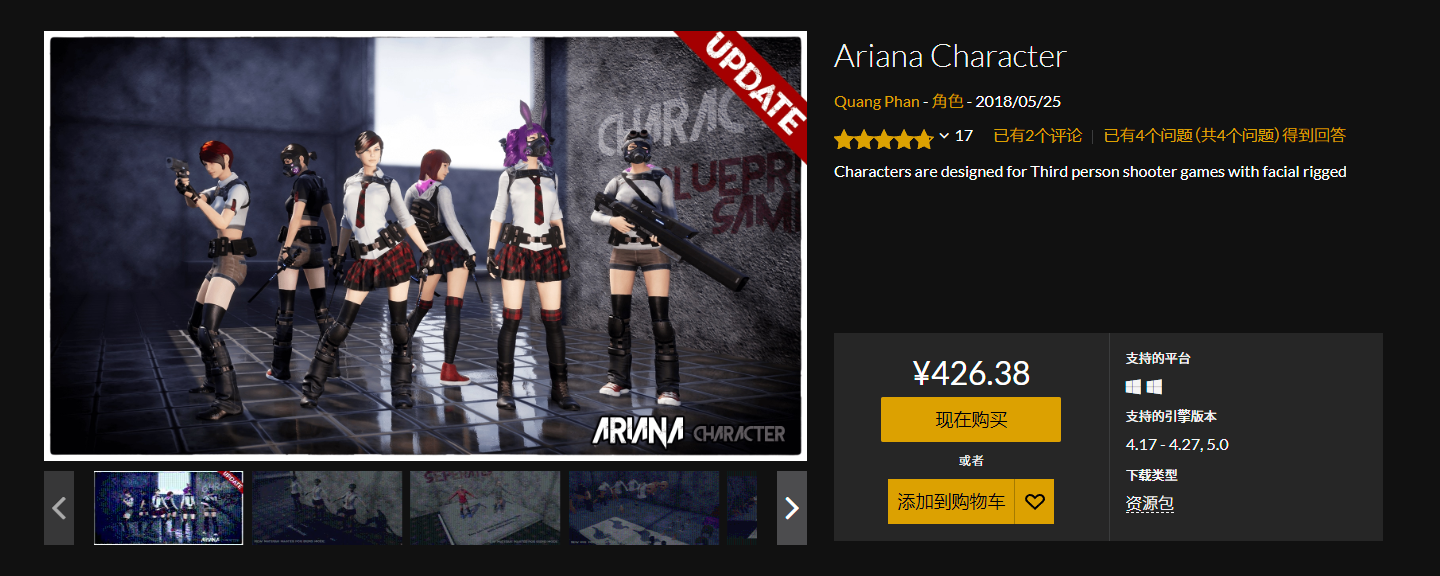 UPDATE
CHARAC
BLUEPRI
SAM
ARIANA CHARACTER
UPDATE
ARIANA
Ariana Character
Quang Phan - 角色 - 2018/05/25
17 已有2个评论 | 已有4个问题 (共4个问题) 得到回答
Characters are designed for Third person shooter games with facial rigged
¥426.38
现在购买
或者
添加到购物车
支持的平台
支持的引擎版本
4.17 - 4.27, 5.0
下载类型
资源包